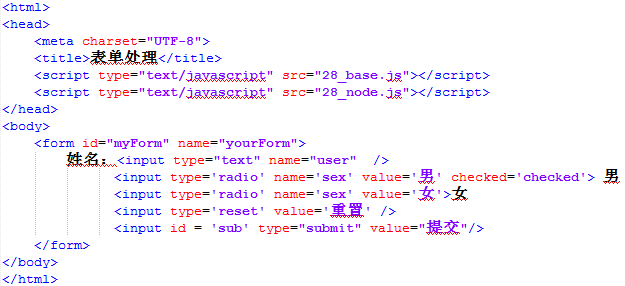 <html>
<head>
<meta charset="UTF-8">
<title>表单处理</title>
<script type="text/javascript" src="28_base.js"></script>
<script type="text/javascript" src="28_node.js"></script>
</head>
<body>
<form id="myForm" name="yourForm">
姓名：<input type="text" name="user"  />
<input type='radio' name='sex' value='男' checked='checked'> 男
<input type='radio' name='sex' value='女'>女
<input type='reset' value='重置' />
<input id = 'sub' type="submit" value="提交"/>
</form>
</body>
</html>